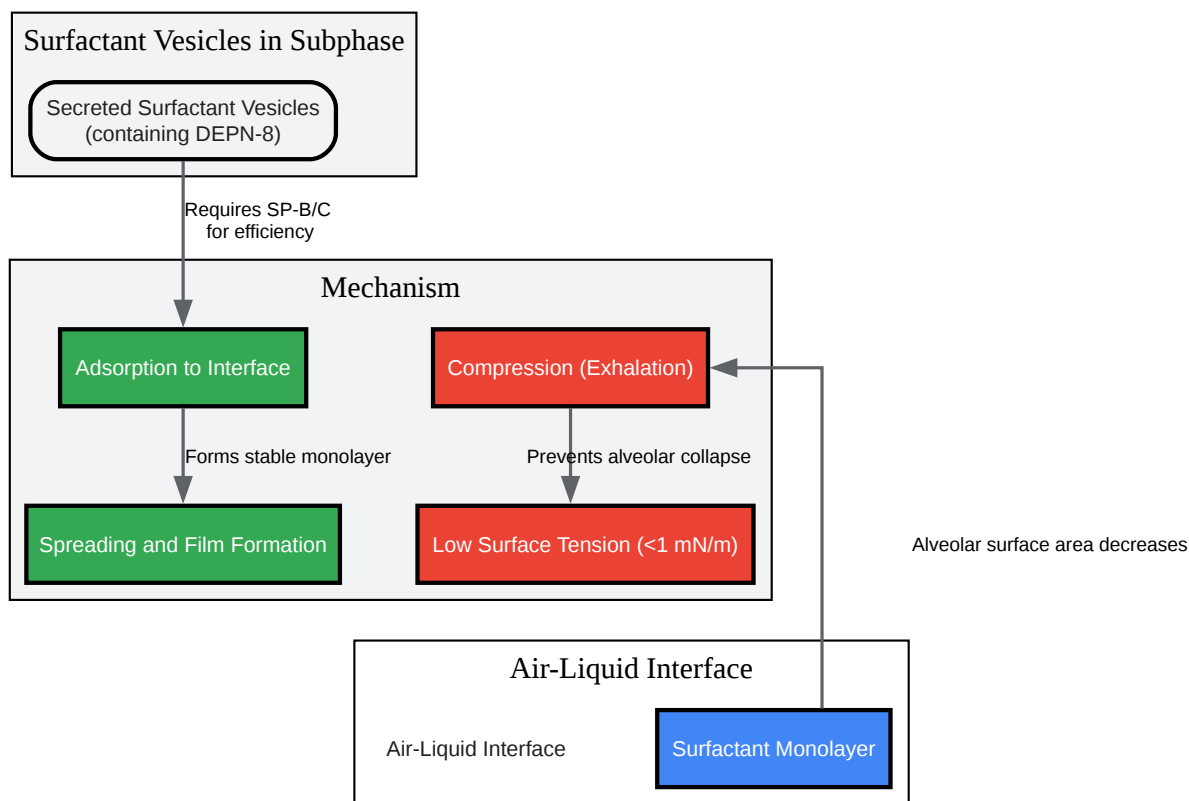 Surfactant Vesicles in Subphase
Secreted Surfactant Vesicles
(containing DEPN-8)
Requires SP-B/C
for efficiency
Mechanism
Adsorption to Interface
Compression (Exhalation)
Forms stable monolayer
Prevents alveolar collapse
Spreading and Film Formation
Low Surface Tension (<1 mN/m)
Alveolar surface area decreases
Air-Liquid Interface
Air-Liquid Interface
Surfactant Monolayer